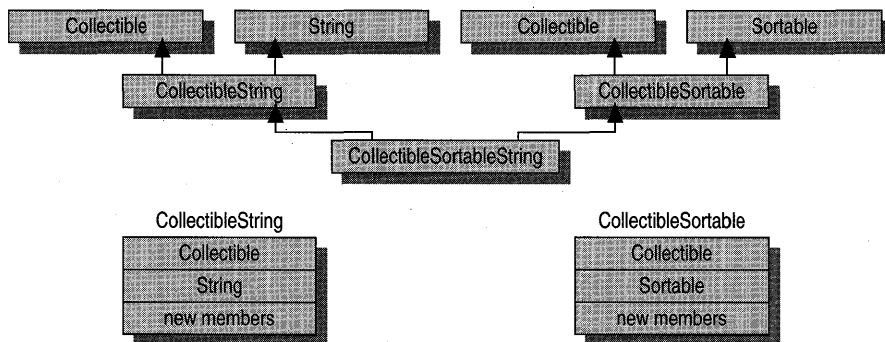 Collectible String Collectible Sortable
CollectibleString CollectibleSortable
CollectibleSortableString
CollectibleString CollectibleSortable
Collectible Collectible
String Sortable
new members new members